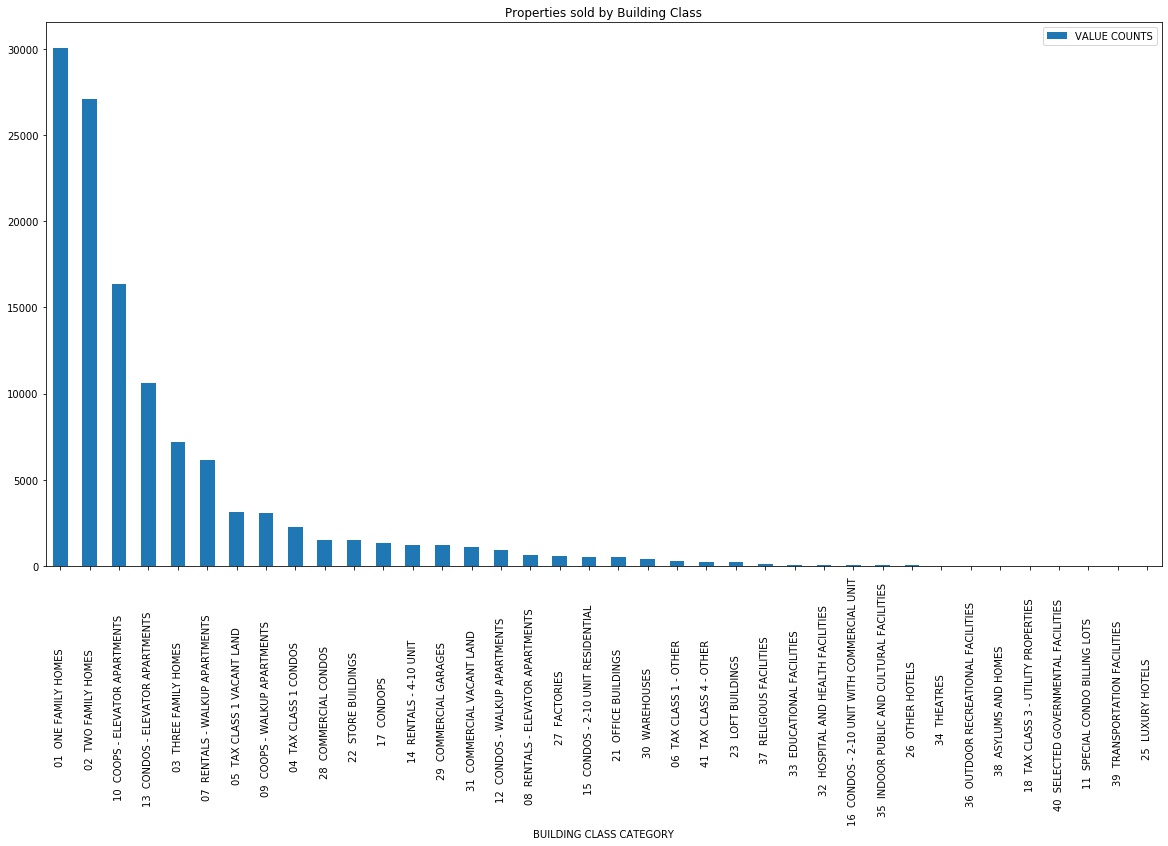 Properties sold by Building Class
VALUE COUNTS
30000
25000
20000
15000
10000
5000
0
01 ONE FAMILY HOMES
02 TWO FAMILY HOMES
10 COOPS - ELEVATOR APARTMENTS
13 CONDOS - ELEVATOR APARTMENTS
03 THREE FAMILY HOMES
07 RENTALS - WALKUP APARTMENTS
05 TAX CLASS 1 VACANT LAND
09 COOPS - WALKUP APARTMENTS
04 TAX CLASS 1 CONDOS
28 COMMERCIAL CONDOS
22 STORE BUILDINGS
17 CONDOPS
14 RENTALS - 4-10 UNIT
29 COMMERCIAL GARAGES
31 COMMERCIAL VACANT LAND
12 CONDOS - WALKUP APARTMENTS
08 RENTALS - ELEVATOR APARTMENTS
27 FACTORIES
15 CONDOS - 2-10 UNIT RESIDENTIAL
21 OFFICE BUILDINGS
30 WAREHOUSES
06 TAX CLASS 1 - OTHER
41 TAX CLASS 4 - OTHER
23 LOFT BUILDINGS
37 RELIGIOUS FACILITIES
33 EDUCATIONAL FACILITIES
32 HOSPITAL AND HEALTH FACILITIES
16 CONDOS - 2-10 UNIT WITH COMMERCIAL UNIT
35 INDOOR PUBLIC AND CULTURAL FACILITIES
26 OTHER HOTELS
34 THEATRES
36 OUTDOOR RECREATIONAL FACILITIES
38 ASYLUMS AND HOMES
18 TAX CLASS 3 - UTILITY PROPERTIES
40 SELECTED GOVERNMENTAL FACILITIES
11 SPECIAL CONDO BILLING LOTS
39 TRANSPORTATION FACILITIES
25 LUXURY HOTELS
BUILDING CLASS CATEGORY